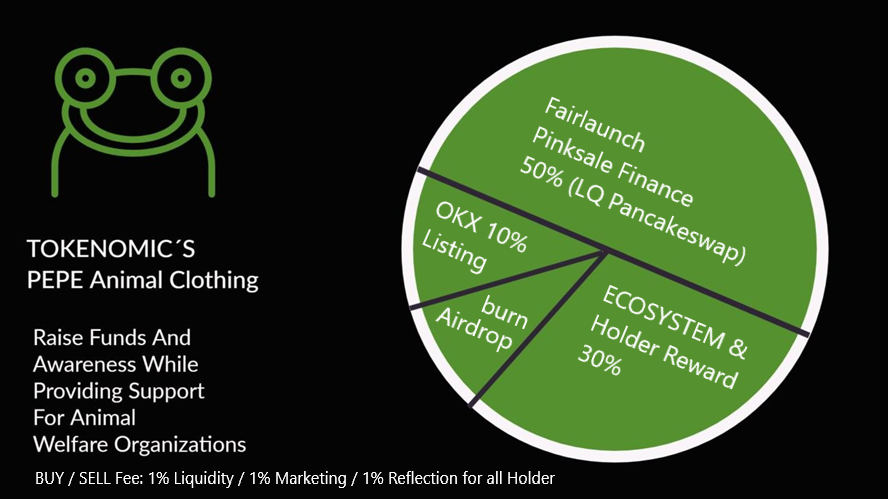 TOKENOMIC´S
PEPE Animal Clothing
Raise Funds And
Awareness While
Providing Support
For Animal
Welfare Organizations
Fairlaunch
Pinksale Finance
50% (LQ Pancakeswap)
OKX 10%
Listing
burn
Airdrop
ECOSYSTEM &
Holder Reward
30%
BUY / SELL Fee: 1% Liquidity / 1% Marketing / 1% Reflection for all Holder